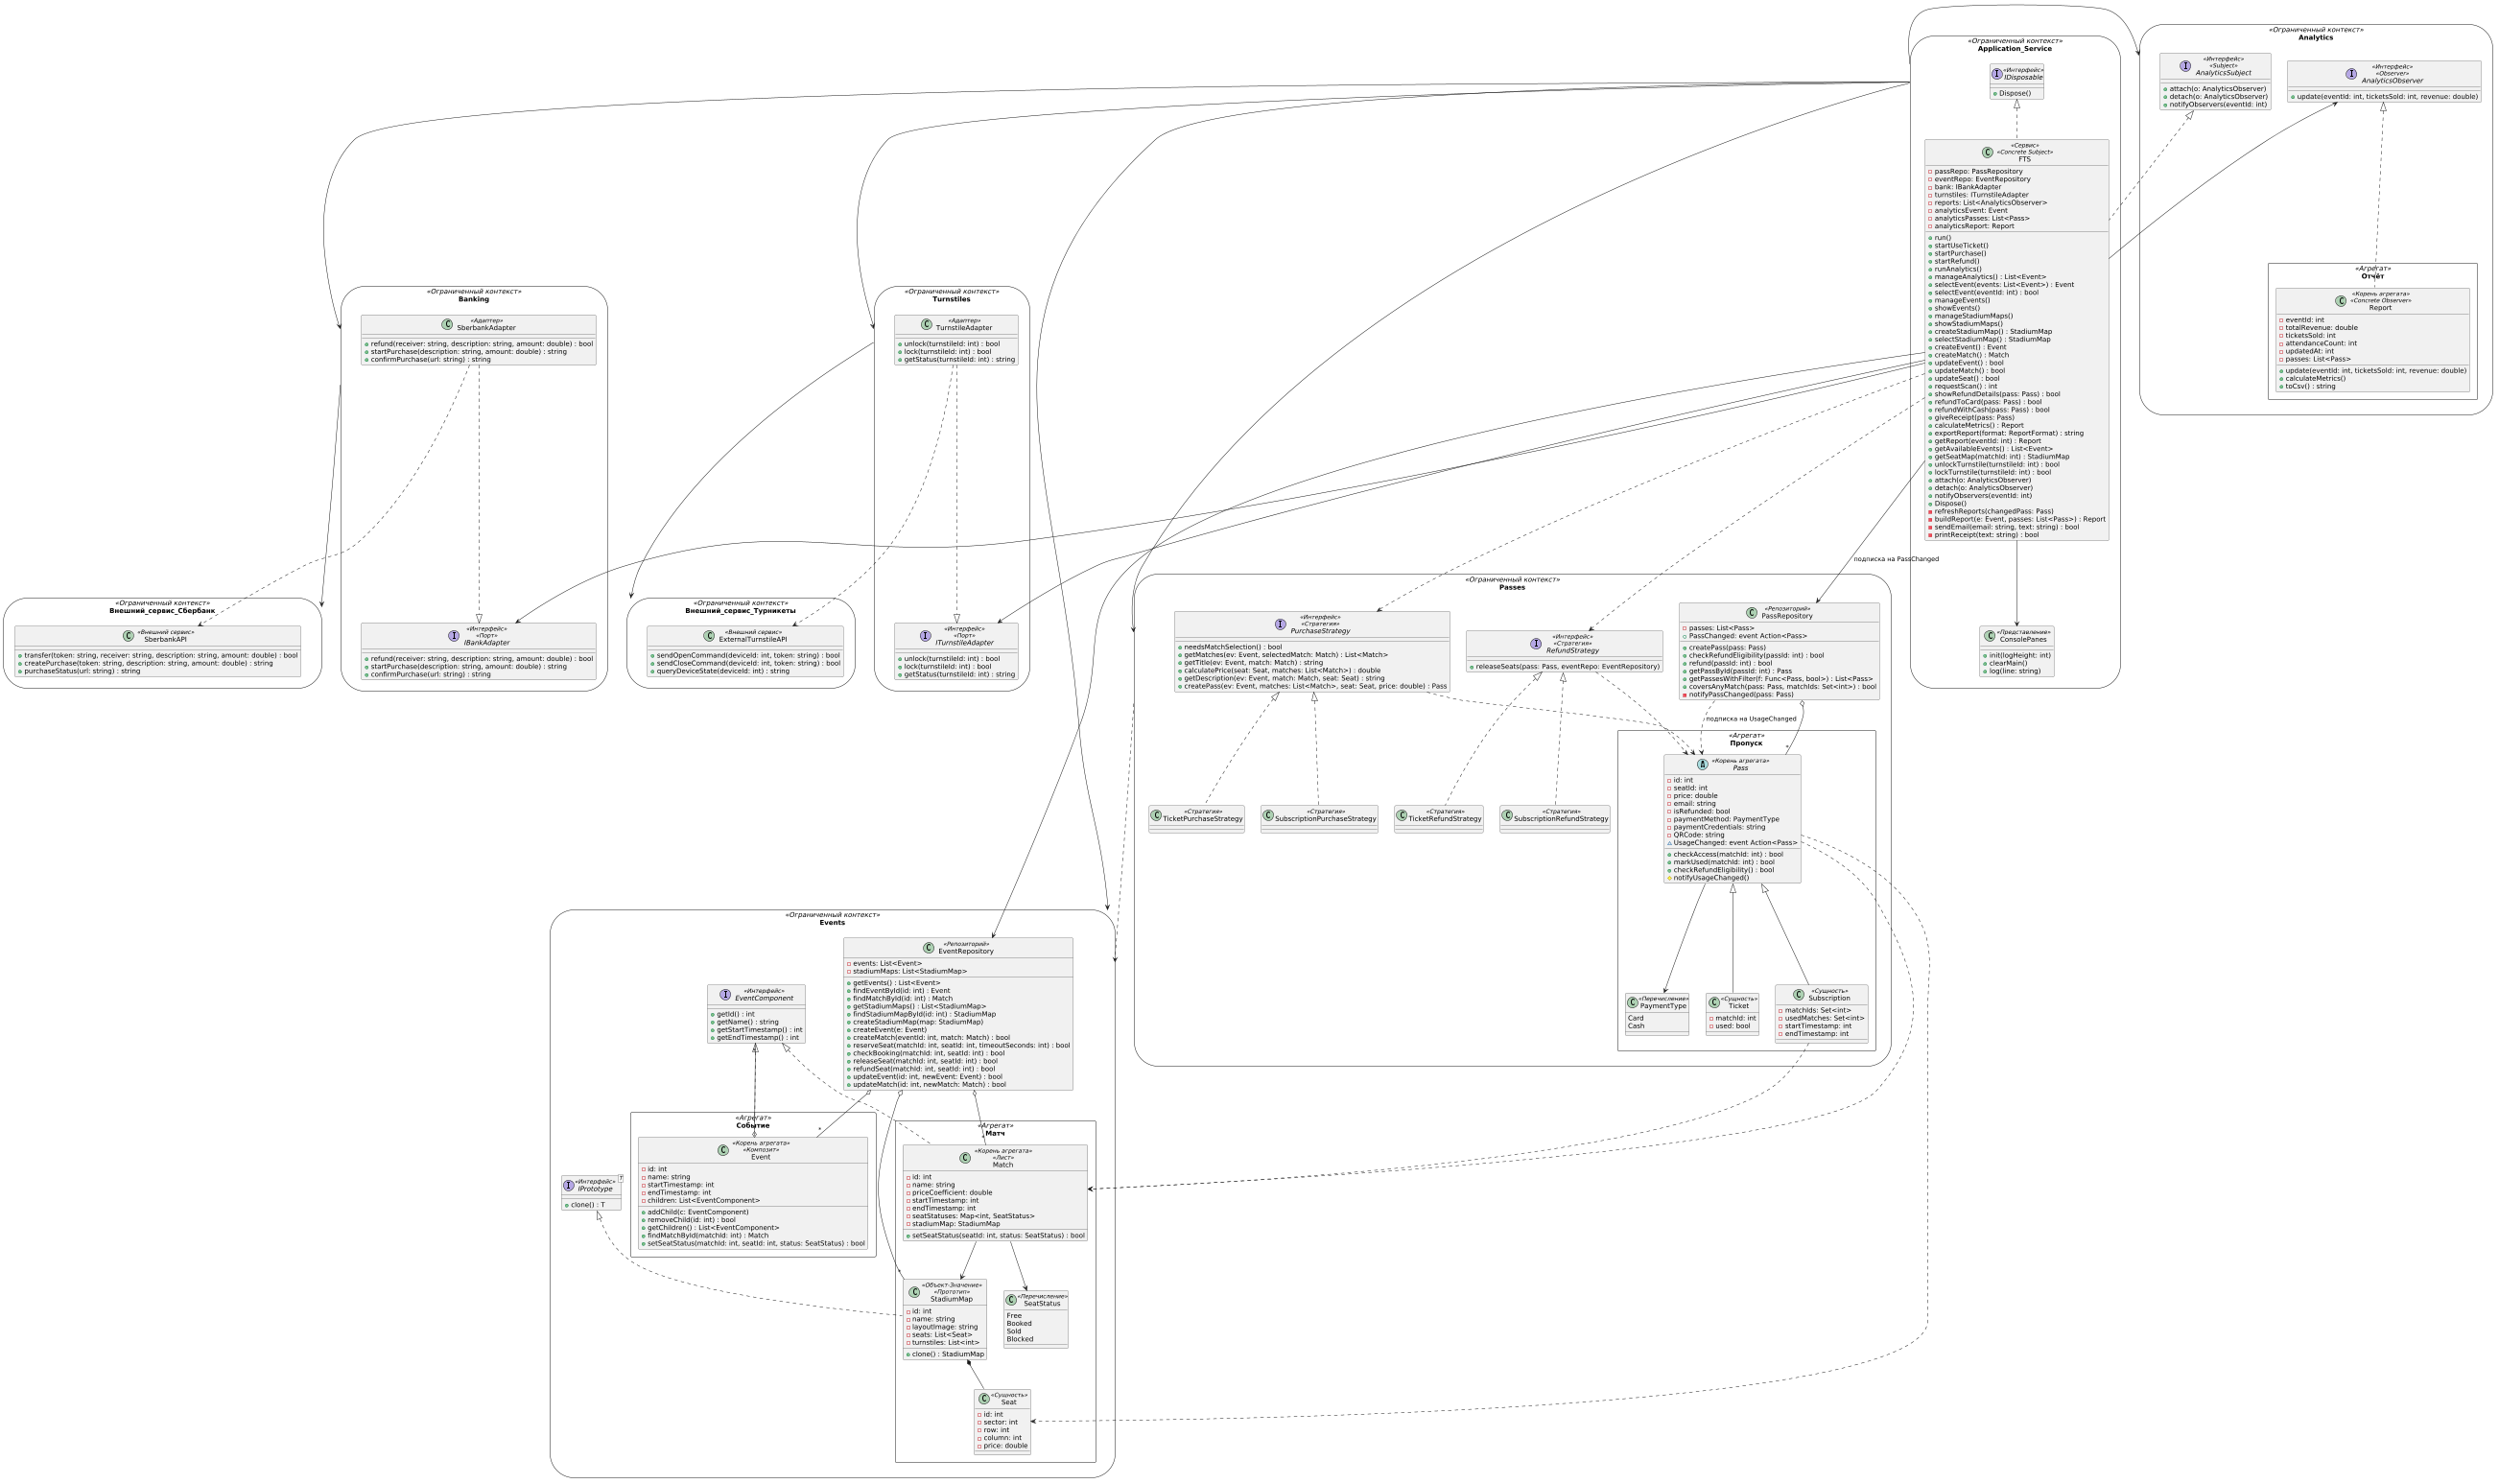 «Ограниченный контекст»
Application_Service
«Интерфейс»
IDisposable
Dispose()
«Сервис»
«Concrete Subject»
FTS
passRepo: PassRepository
eventRepo: EventRepository
bank: IBankAdapter
turnstiles: ITurnstileAdapter
reports: List<AnalyticsObserver>
analyticsEvent: Event
analyticsPasses: List<Pass>
analyticsReport: Report
run()
startUseTicket()
startPurchase()
startRefund()
runAnalytics()
manageAnalytics() : List<Event>
selectEvent(events: List<Event>) : Event
selectEvent(eventId: int) : bool
manageEvents()
showEvents()
manageStadiumMaps()
showStadiumMaps()
createStadiumMap() : StadiumMap
selectStadiumMap() : StadiumMap
createEvent() : Event
createMatch() : Match
updateEvent() : bool
updateMatch() : bool
updateSeat() : bool
requestScan() : int
showRefundDetails(pass: Pass) : bool
refundToCard(pass: Pass) : bool
refundWithCash(pass: Pass) : bool
giveReceipt(pass: Pass)
calculateMetrics() : Report
exportReport(format: ReportFormat) : string
getReport(eventId: int) : Report
getAvailableEvents() : List<Event>
getSeatMap(matchId: int) : StadiumMap
unlockTurnstile(turnstileId: int) : bool
lockTurnstile(turnstileId: int) : bool
attach(o: AnalyticsObserver)
detach(o: AnalyticsObserver)
notifyObservers(eventId: int)
Dispose()
refreshReports(changedPass: Pass)
buildReport(e: Event, passes: List<Pass>) : Report
sendEmail(email: string, text: string) : bool
printReceipt(text: string) : bool
«Представление»
ConsolePanes
init(logHeight: int)
clearMain()
log(line: string)
«Ограниченный контекст»
Analytics
«Интерфейс»
«Subject»
AnalyticsSubject
attach(o: AnalyticsObserver)
detach(o: AnalyticsObserver)
notifyObservers(eventId: int)
«Интерфейс»
«Observer»
AnalyticsObserver
update(eventId: int, ticketsSold: int, revenue: double)
«Агрегат»
Отчёт
«Корень агрегата»
«Concrete Observer»
Report
eventId: int
totalRevenue: double
ticketsSold: int
attendanceCount: int
updatedAt: int
passes: List<Pass>
update(eventId: int, ticketsSold: int, revenue: double)
calculateMetrics()
toCsv() : string
«Ограниченный контекст»
Banking
«Адаптер»
SberbankAdapter
refund(receiver: string, description: string, amount: double) : bool
startPurchase(description: string, amount: double) : string
confirmPurchase(url: string) : string
«Интерфейс»
«Порт»
IBankAdapter
refund(receiver: string, description: string, amount: double) : bool
startPurchase(description: string, amount: double) : string
confirmPurchase(url: string) : string
«Ограниченный контекст»
Turnstiles
«Адаптер»
TurnstileAdapter
unlock(turnstileId: int) : bool
lock(turnstileId: int) : bool
getStatus(turnstileId: int) : string
«Интерфейс»
«Порт»
ITurnstileAdapter
unlock(turnstileId: int) : bool
lock(turnstileId: int) : bool
getStatus(turnstileId: int) : string
«Ограниченный контекст»
Внешний_сервис_Сбербанк
«Внешний сервис»
SberbankAPI
transfer(token: string, receiver: string, description: string, amount: double) : bool
createPurchase(token: string, description: string, amount: double) : string
purchaseStatus(url: string) : string
«Ограниченный контекст»
Внешний_сервис_Турникеты
«Внешний сервис»
ExternalTurnstileAPI
sendOpenCommand(deviceId: int, token: string) : bool
sendCloseCommand(deviceId: int, token: string) : bool
queryDeviceState(deviceId: int) : string
подписка на PassChanged
«Ограниченный контекст»
Passes
«Интерфейс»
«Стратегия»
PurchaseStrategy
needsMatchSelection() : bool
getMatches(ev: Event, selectedMatch: Match) : List<Match>
getTitle(ev: Event, match: Match) : string
calculatePrice(seat: Seat, matches: List<Match>) : double
getDescription(ev: Event, match: Match, seat: Seat) : string
createPass(ev: Event, matches: List<Match>, seat: Seat, price: double) : Pass
«Интерфейс»
«Стратегия»
RefundStrategy
releaseSeats(pass: Pass, eventRepo: EventRepository)
«Репозиторий»
PassRepository
passes: List<Pass>
PassChanged: event Action<Pass>
createPass(pass: Pass)
checkRefundEligibility(passId: int) : bool
refund(passId: int) : bool
getPassById(passId: int) : Pass
getPassesWithFilter(f: Func<Pass, bool>) : List<Pass>
coversAnyMatch(pass: Pass, matchIds: Set<int>) : bool
notifyPassChanged(pass: Pass)
подписка на UsageChanged
*
«Стратегия»
TicketPurchaseStrategy
«Стратегия»
SubscriptionPurchaseStrategy
«Стратегия»
TicketRefundStrategy
«Стратегия»
SubscriptionRefundStrategy
«Агрегат»
Пропуск
«Корень агрегата»
Pass
id: int
seatId: int
price: double
email: string
isRefunded: bool
paymentMethod: PaymentType
paymentCredentials: string
QRCode: string
UsageChanged: event Action<Pass>
checkAccess(matchId: int) : bool
markUsed(matchId: int) : bool
checkRefundEligibility() : bool
notifyUsageChanged()
«Перечисление»
PaymentType
Card
Cash
«Сущность»
Ticket
matchId: int
used: bool
«Сущность»
Subscription
matchIds: Set<int>
usedMatches: Set<int>
startTimestamp: int
endTimestamp: int
«Ограниченный контекст»
Events
«Репозиторий»
EventRepository
events: List<Event>
stadiumMaps: List<StadiumMap>
getEvents() : List<Event>
findEventById(id: int) : Event
findMatchById(id: int) : Match
getStadiumMaps() : List<StadiumMap>
findStadiumMapById(id: int) : StadiumMap
createStadiumMap(map: StadiumMap)
createEvent(e: Event)
createMatch(eventId: int, match: Match) : bool
reserveSeat(matchId: int, seatId: int, timeoutSeconds: int) : bool
checkBooking(matchId: int, seatId: int) : bool
releaseSeat(matchId: int, seatId: int) : bool
refundSeat(matchId: int, seatId: int) : bool
updateEvent(id: int, newEvent: Event) : bool
updateMatch(id: int, newMatch: Match) : bool
«Интерфейс»
EventComponent
getId() : int
getName() : string
getStartTimestamp() : int
getEndTimestamp() : int
«Агрегат»
Событие
*
«Корень агрегата»
«Композит»
Event
id: int
name: string
startTimestamp: int
endTimestamp: int
children: List<EventComponent>
addChild(c: EventComponent)
removeChild(id: int) : bool
getChildren() : List<EventComponent>
findMatchById(matchId: int) : Match
setSeatStatus(matchId: int, seatId: int, status: SeatStatus) : bool
«Интерфейс»
IPrototype
T
clone() : T
«Агрегат»
Матч
«Корень агрегата»
«Лист»
Match
id: int
name: string
priceCoefficient: double
startTimestamp: int
endTimestamp: int
seatStatuses: Map<int, SeatStatus>
stadiumMap: StadiumMap
setSeatStatus(seatId: int, status: SeatStatus) : bool
*
«Объект-Значение»
«Прототип»
StadiumMap
id: int
name: string
layoutImage: string
seats: List<Seat>
turnstiles: List<int>
clone() : StadiumMap
«Перечисление»
SeatStatus
Free
Booked
Sold
Blocked
«Сущность»
Seat
id: int
sector: int
row: int
column: int
price: double